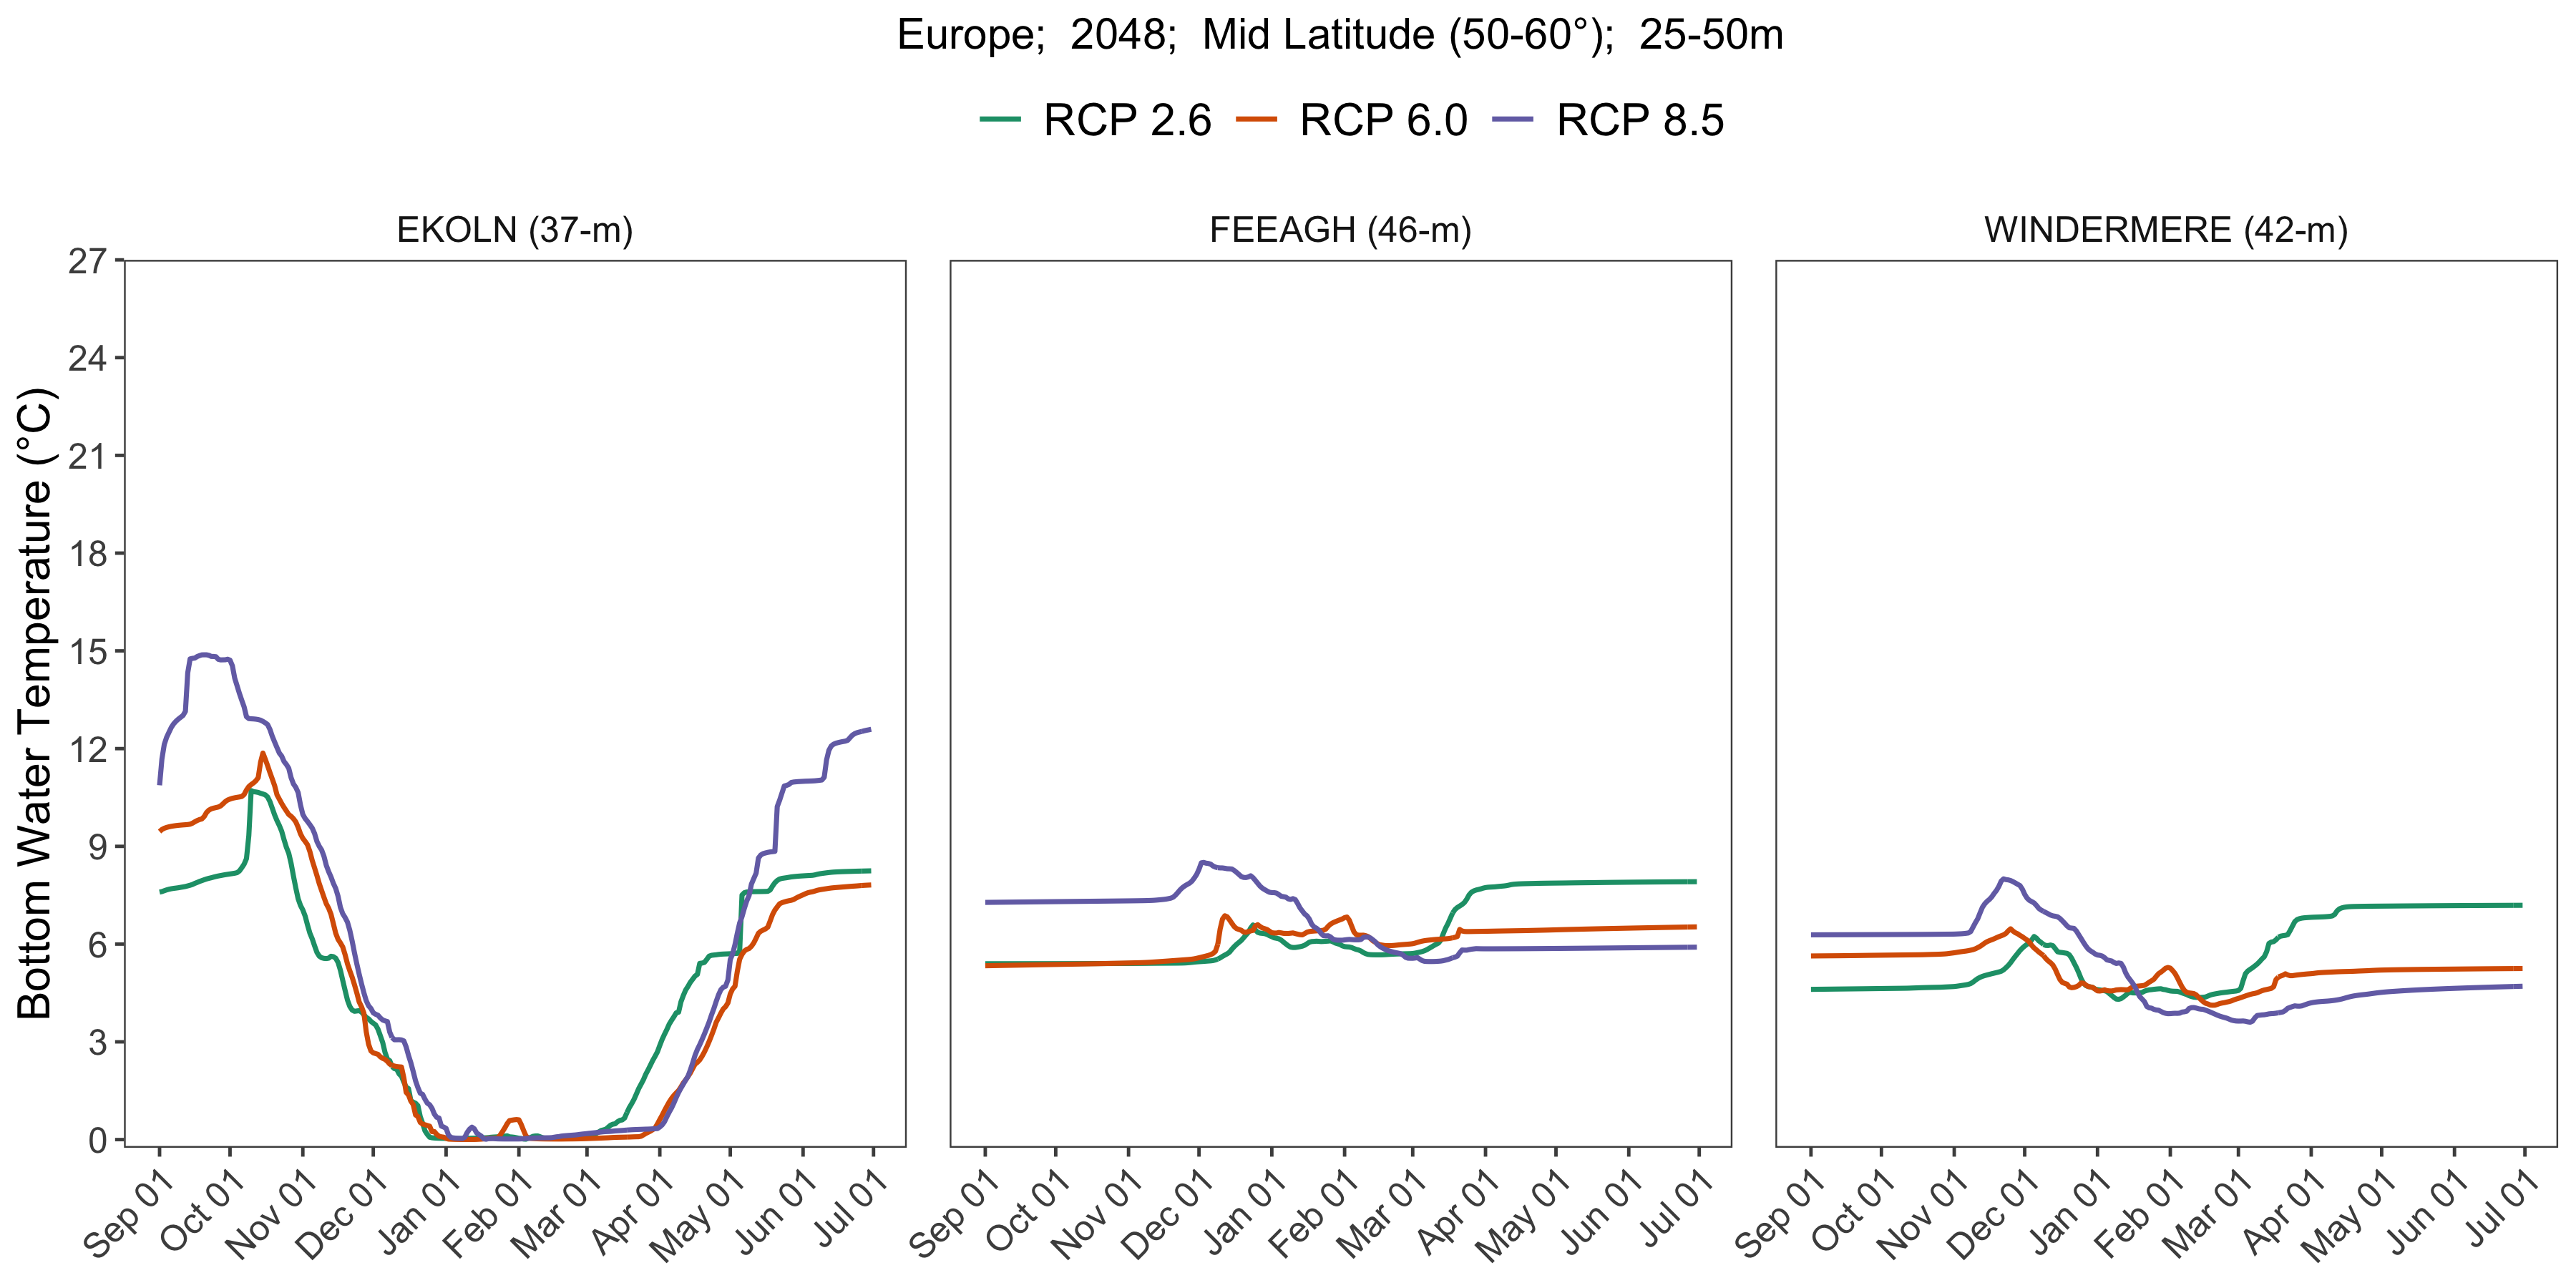 Europe;  2048;  Mid Latitude (50-60°);  25-50m
RCP 2.6 RCP 6.0 RCP 8.5
EKOLN (37-m) FEEAGH (46-m) WINDERMERE (42-m)
Bottom Water Temperature (°C)
27
24
21
18
15
12
9
6
3
0
Sep 01 Oct 01 Nov 01 Dec 01 Jan 01 Feb 01 Mar 01 Apr 01 May 01 Jun 01 Jul 01
Sep 01 Oct 01 Nov 01 Dec 01 Jan 01 Feb 01 Mar 01 Apr 01 May 01 Jun 01 Jul 01
Sep 01 Oct 01 Nov 01 Dec 01 Jan 01 Feb 01 Mar 01 Apr 01 May 01 Jun 01 Jul 01